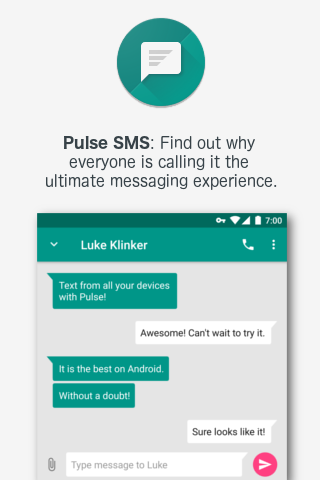 Pulse SMS: Find out why
everyone is calling it the
ultimate messaging experience.
7:00
Luke Klinker
Text from all your devices
with Pulse!
Awesome! Can't wait to try it.
It is the best on Android.
Without a doubt!
Sure looks like it!
Type message to Luke